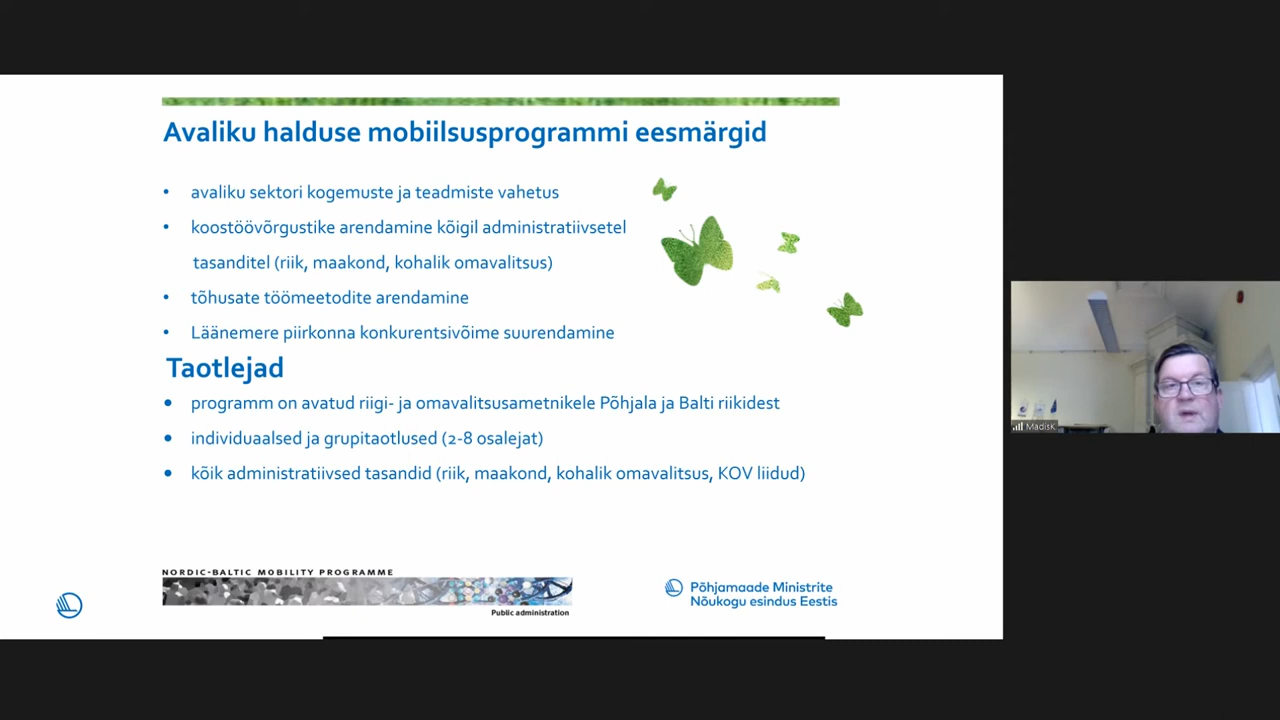 Avaliku halduse mobiilsusprogrammi eesmärgid
• avaliku sektori kogemuste ja teadmiste vahetus
• koostöövõrgustike arendamine kõigil administratiivsetel
tasanditel (riik, maakond, kohalik omavalitsus)
• tõhusate töömeetodite arendamine
• Läänemere piirkonna konkurentsivõime suurendamine
Taotlejad
• programm on avatud riigi- ja omavalitsusametnikele Põhjala ja Balti riikidest
• individuaalsed ja grupitaotlused (2-8 osalejat)
• kõik administratiivsed tasandid (riik, maakond, kohalik omavalitsus, KOV liidud)
NORDIC-BALTIC MOBILITY PROGRAMME
Public administration
Põhjamaade Ministrite
Nõukogu esindus Eestis
MadisK